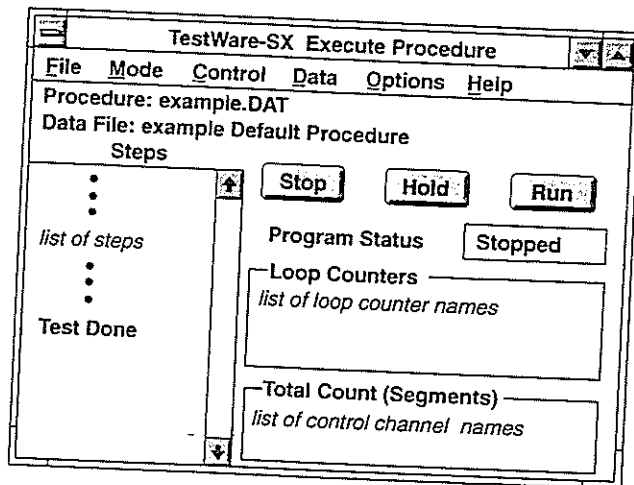 TestWare-SX Execute Procedure
File Mode Control Data Options Help
Procedure: example.DAT
Data File: example Default Procedure
Steps
list of steps
Test Done
Stop Hold Run
Program Status Stopped
Loop Counters
list of loop counter names
Total Count (Segments)
list of control channel names